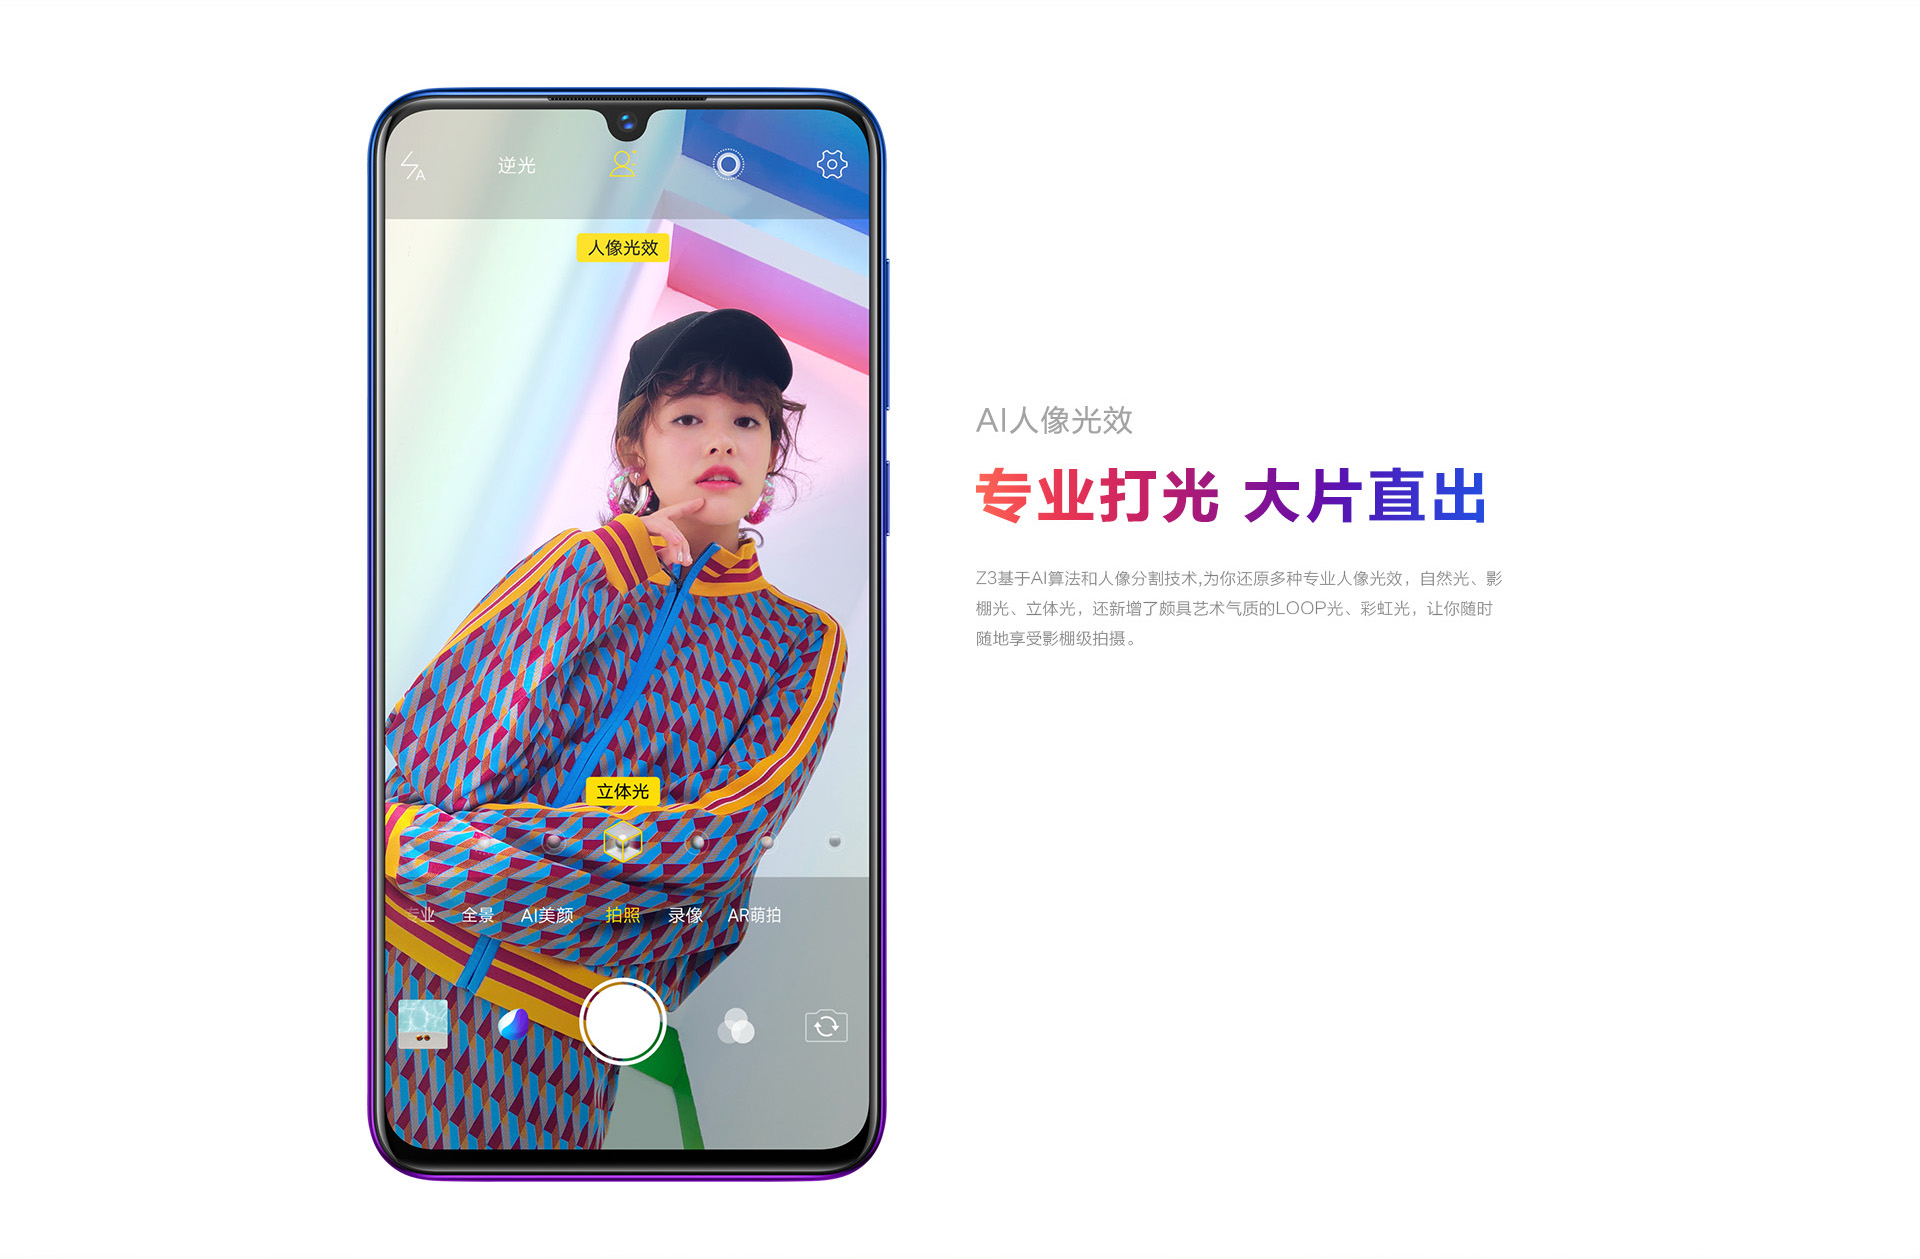 逆光
A
人像光效
立体光
专业 全景 AI美颜 拍照 录像 AR萌拍
AI人像光效
专业打光 大片直出
Z3基于AI算法和人像分割技术,为你还原多种专业人像光效，自然光、影
棚光、立体光，还新增了颇具艺术气质的LOOP光、彩虹光，让你随时
随地享受影棚级拍摄。